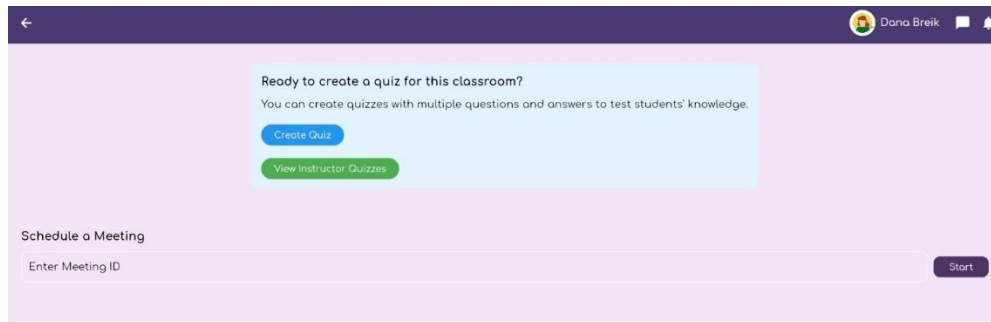 Dana Breik
Ready to create a quiz for this classroom?
You can create quizzes with multiple questions and answers to test students' knowledge.
Create Quiz
View Instructor Quizzes
Schedule a Meeting
Enter Meeting ID
Start